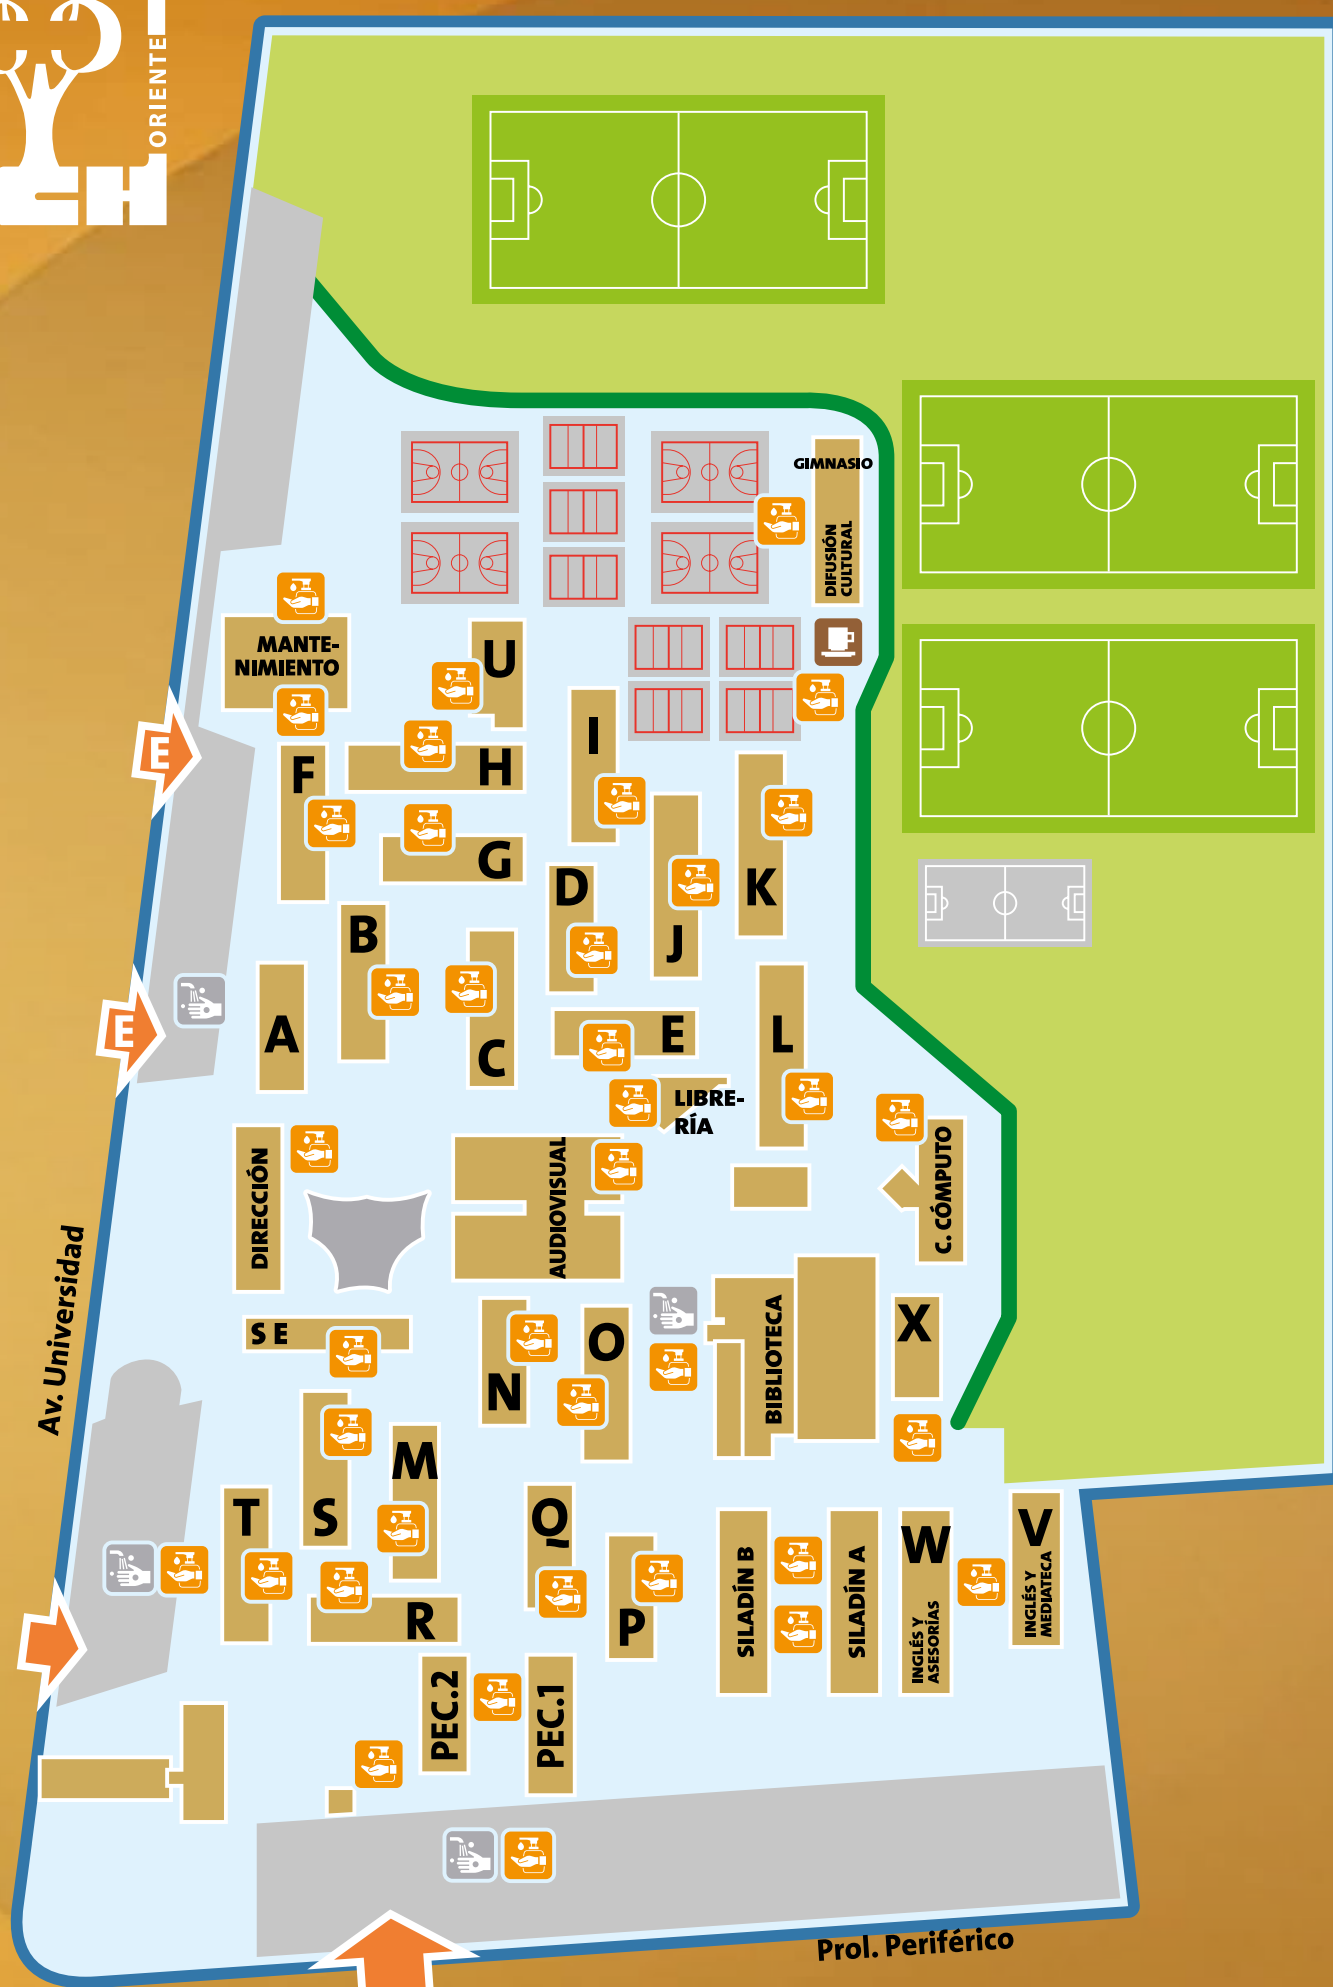 ORIENTE
CH
GIMNASIO
DIFUSIÓN
CULTURAL
MANTE-
NIMIENTO
U
I
E
F
H
G
D
K
J
B
A
C
E
L
E
LIBRE-
RÍA
DIRECCIÓN
AUDIOVISUAL
C. CÓMPUTO
Av. Universidad
S E
N
O
BIBLIOTECA
X
M
T
S
Q
P
R
SILADÍN B
SILADÍN A
W
INGLÉS Y
ASESORÍAS
V
INGLÉS Y
MEDIATECA
PEC.2
PEC.1
Prol. Periférico